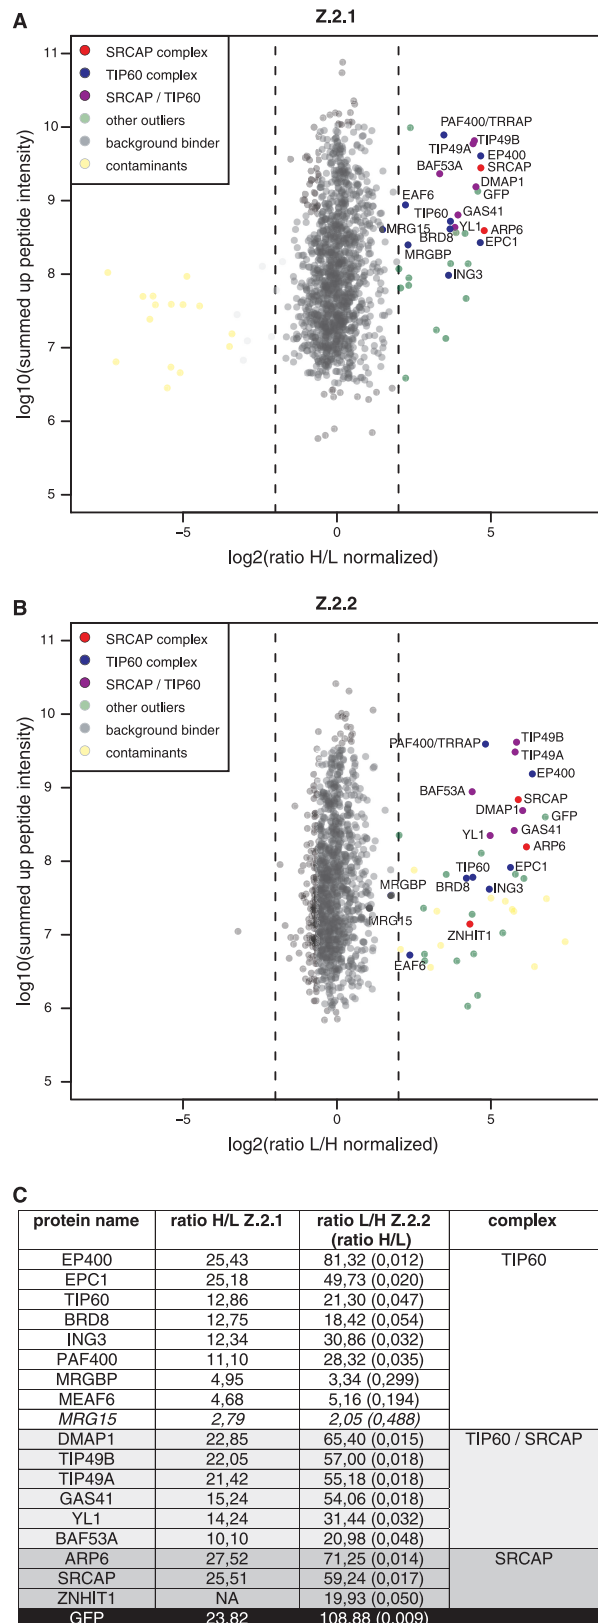 A
Z.2.1
SRCAP complex
TIP60 complex
SRCAP / TIP60
other outliers
background binder
contaminants
11
10
9
8
7
6
5
log10(summed up peptide intensity)
PAF400/TRRAP
TIP49B
TIP49A
EP400
BAF53A
SRCAP
DMAP1
GFP
EAF6
GAS41
TIP60
YL1
ARP6
MRG15
BRD8
EPC1
MRGBP
ING3
−5
0
5
log2(ratio H/L normalized)
B
Z.2.2
SRCAP complex
TIP60 complex
SRCAP / TIP60
other outliers
background binder
contaminants
11
10
9
8
7
6
5
log10(summed up peptide intensity)
TIP49B
PAF400/TRRAP
TIP49A
EP400
BAF53A
SRCAP
DMAP1
GFP
GAS41
YL1
ARP6
TIP60
EPC1
MRGBP
BRD8
ING3
MRG15
ZNHIT1
EAF6
−5
0
5
log2(ratio L/H normalized)
C
protein name ratio H/L Z.2.1 ratio L/H Z.2.2 complex
(ratio H/L)
EP400 25,43 81,32 (0,012) TIP60
EPC1 25,18 49,73 (0,020)
TIP60 12,86 21,30 (0,047)
BRD8 12,75 18,42 (0,054)
ING3 12,34 30,86 (0,032)
PAF400 11,10 28,32 (0,035)
MRGBP 4,95 3,34 (0,299)
MEAF6 4,68 5,16 (0,194)
MRG15 2,79 2,05 (0,488)
DMAP1 22,85 65,40 (0,015) TIP60 / SRCAP
TIP49B 22,05 57,00 (0,018)
TIP49A 21,42 55,18 (0,018)
GAS41 15,24 54,06 (0,018)
YL1 14,24 31,44 (0,032)
BAF53A 10,10 20,98 (0,048)
ARP6 27,52 71,25 (0,014) SRCAP
SRCAP 25,51 59,24 (0,017)
ZNHIT1 NA 19,93 (0,050)
GFP 23,82 108,88 (0,009)